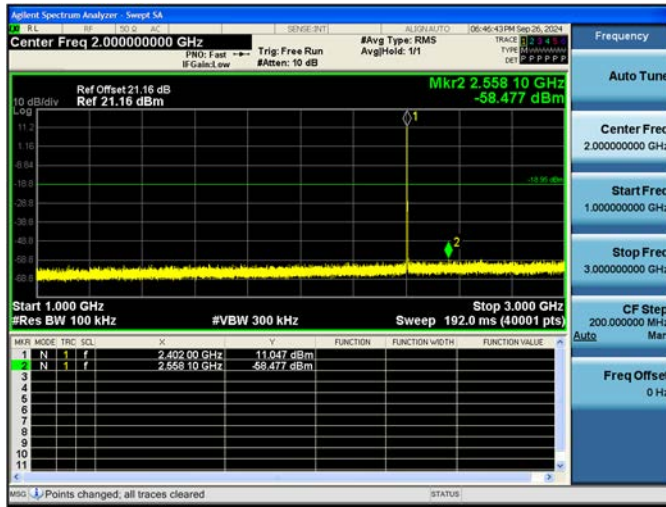 Agilent Spectrum Analyzer - Swept SA
RL RF 50 Ω AC SENSE:INT ALIGNAUTO 06:46:43 PM Sep 26, 2024
Center Freq 2.000000000 GHz
PNO: Fast
IFGain:Low
Trig: Free Run
#Atten: 10 dB
#Avg Type: RMS
Avg|Hold: 1/1
TRACE 1 2 3 4 5 6
TYPE M
DET P P P P P P
Frequency
Auto Tune
Center Freq
2.000000000 GHz
Start Freq
1.000000000 GHz
Stop Freq
3.000000000 GHz
CF Step
200.000000 MHz
Auto Man
Freq Offset
0 Hz
Mkr2 2.558 10 GHz
-58.477 dBm
Ref Offset 21.16 dB
10 dB/div Ref 21.16 dBm
Log
11.2
1.16
-8.84
-18.8
-28.8
-38.8
-48.8
-58.8
-68.8
1
-18.95 dBm
2
Start 1.000 GHz Stop 3.000 GHz
#Res BW 100 kHz #VBW 300 kHz Sweep 192.0 ms (40001 pts)
MKR MODE TRC SCL X Y FUNCTION FUNCTION WIDTH FUNCTION VALUE
1 N 1 f 2.402 00 GHz 11.047 dBm
2 N 1 f 2.558 10 GHz -58.477 dBm
3
4
5
6
7
8
9
10
11
MSG Points changed; all traces cleared STATUS